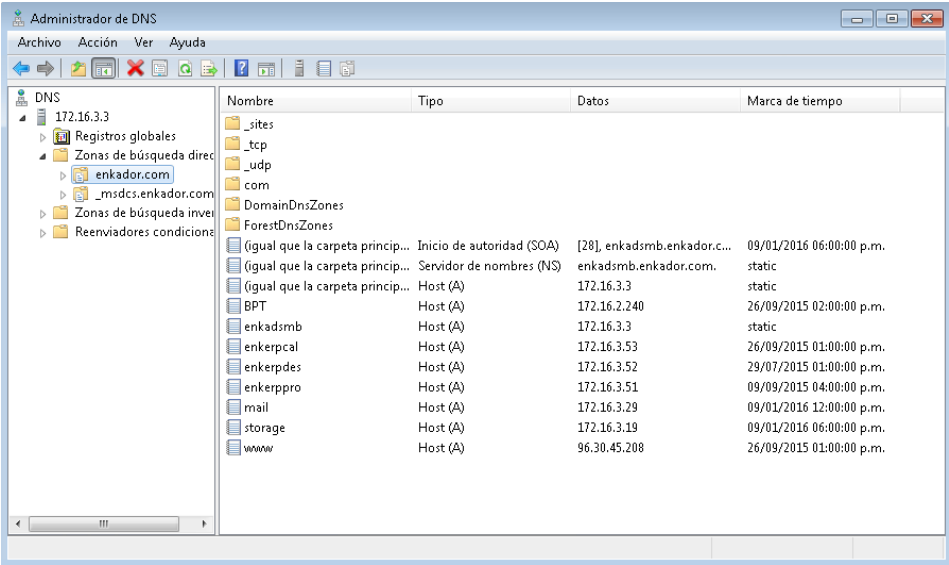 Administrador de DNS
Archivo Acción Ver Ayuda
DNS
172.16.3.3
Registros globales
Zonas de búsqueda direc
enkador.com
_msdcs.enkador.com
Zonas de búsqueda inver
Reenviadores condiciona
Nombre Tipo Datos Marca de tiempo
_sites
_tcp
_udp
com
DomainDnsZones
ForestDnsZones
(igual que la carpeta princip... Inicio de autoridad (SOA) [28], enkadsmb.enkador.c... 09/01/2016 06:00:00 p.m.
(igual que la carpeta princip... Servidor de nombres (NS) enkadsmb.enkador.com. static
(igual que la carpeta princip... Host (A) 172.16.3.3 static
BPT Host (A) 172.16.2.240 26/09/2015 02:00:00 p.m.
enkadsmb Host (A) 172.16.3.3 static
enkerpcal Host (A) 172.16.3.53 26/09/2015 01:00:00 p.m.
enkerpdes Host (A) 172.16.3.52 29/07/2015 01:00:00 p.m.
enkerppro Host (A) 172.16.3.51 09/09/2015 04:00:00 p.m.
mail Host (A) 172.16.3.29 09/01/2016 12:00:00 p.m.
storage Host (A) 172.16.3.19 09/01/2016 06:00:00 p.m.
www Host (A) 96.30.45.208 26/09/2015 01:00:00 p.m.